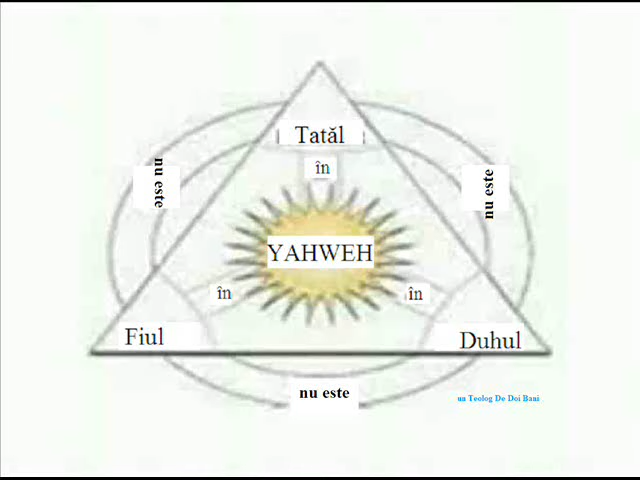 Tatăl
în
nu este
nu este
YAHWEH
în
în
Fiul
Duhul
nu este
un Teolog De Doi Bani